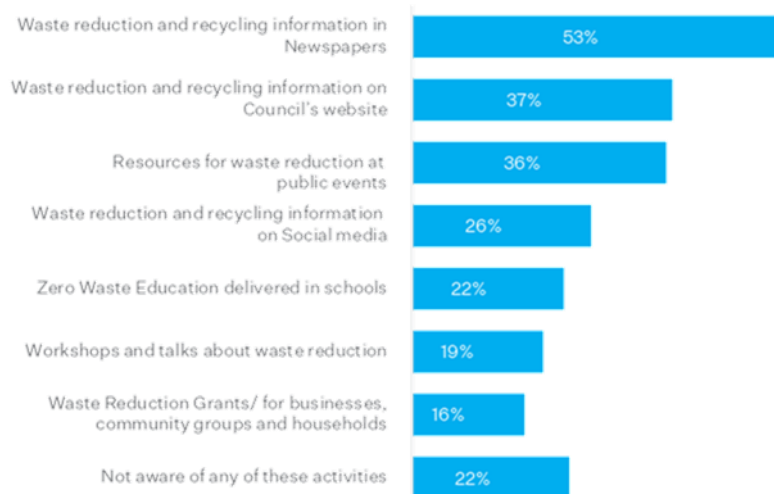 Waste reduction and recycling information in
Newspapers
53%
Waste reduction and recycling information on
Council's website
37%
Resources for waste reduction at
public events
36%
Waste reduction and recycling information
on Social media
26%
Zero Waste Education delivered in schools
22%
Workshops and talks about waste reduction
19%
Waste Reduction Grants/ for businesses,
community groups and households
16%
Not aware of any of these activities
22%